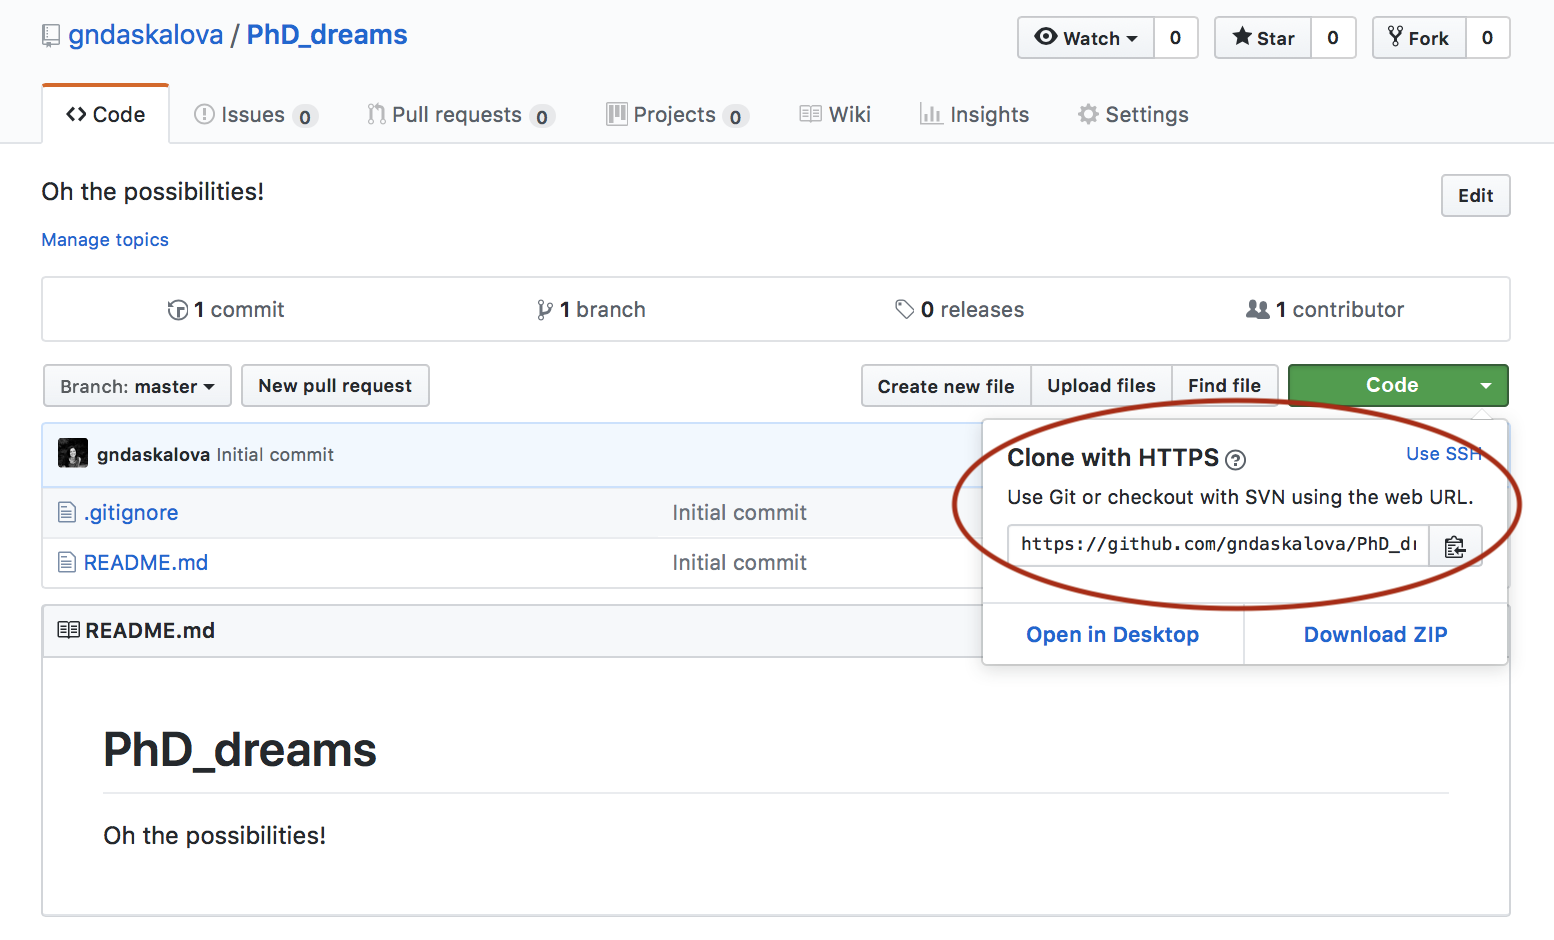 gndaskalova / PhD_dreams
Watch 0 Star 0 Fork 0
Code Issues 0 Pull requests 0 Projects 0 Wiki Insights Settings
Oh the possibilities!
Edit
Manage topics
1 commit 1 branch 0 releases 1 contributor
Branch: master New pull request Create new file Upload files Find file Code
gndaskalova Initial commit
.gitignore Initial commit
README.md Initial commit
Clone with HTTPS ? Use SSH
Use Git or checkout with SVN using the web URL.
https://github.com/gndaskalova/PhD_dr
Open in Desktop Download ZIP
README.md
PhD_dreams
Oh the possibilities!